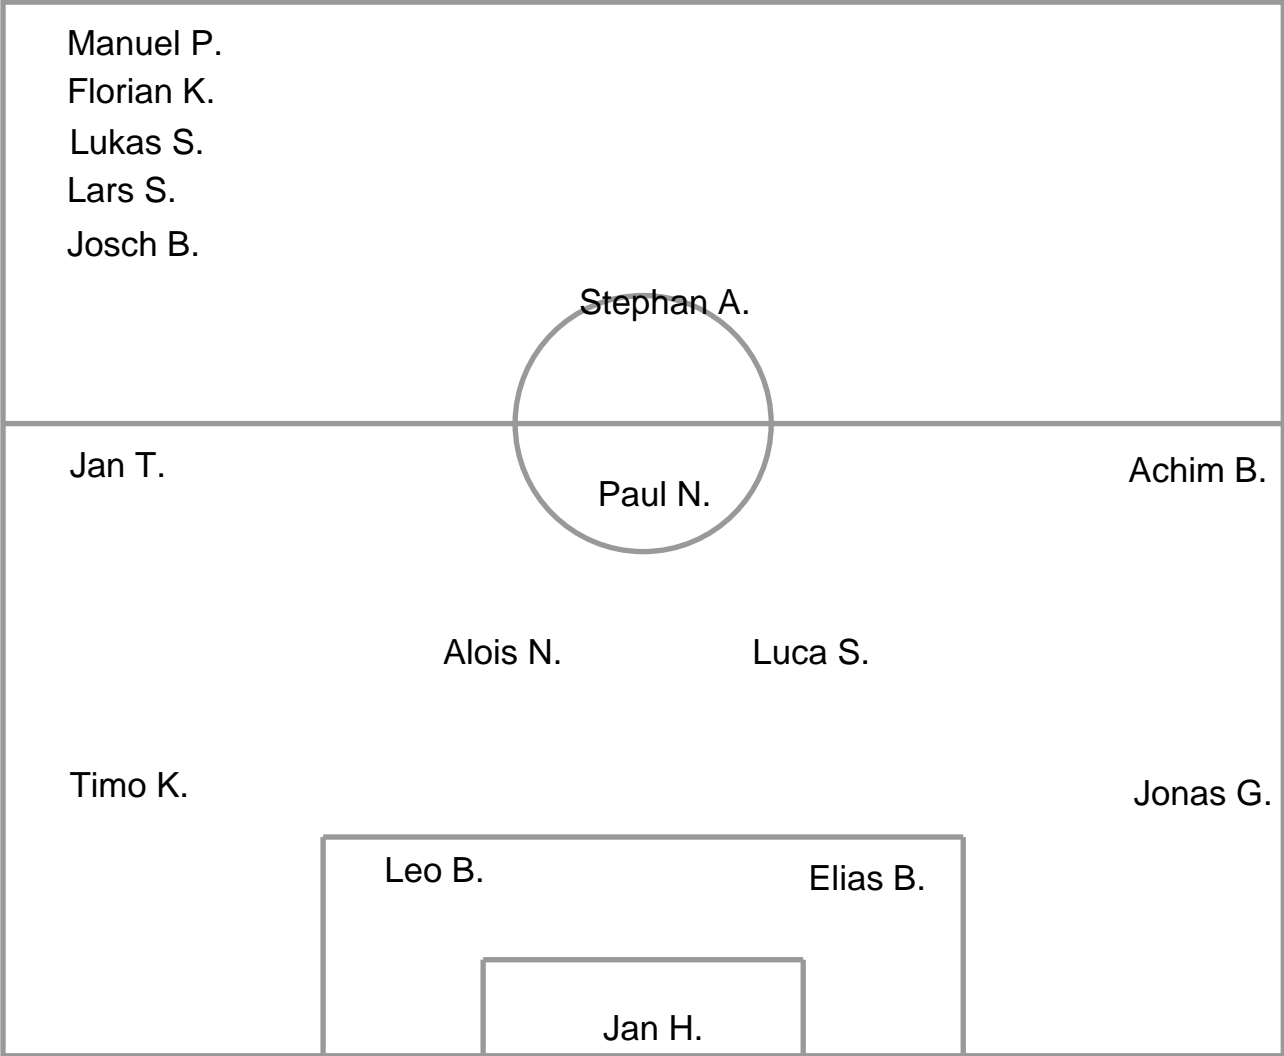 Manuel P.
Florian K.
Lukas S.
Lars S.
Josch B.
Stephan A.
Jan T.
Achim B.
Paul N.
Alois N.
Luca S.
Timo K.
Jonas G.
Leo B.
Elias B.
Jan H.